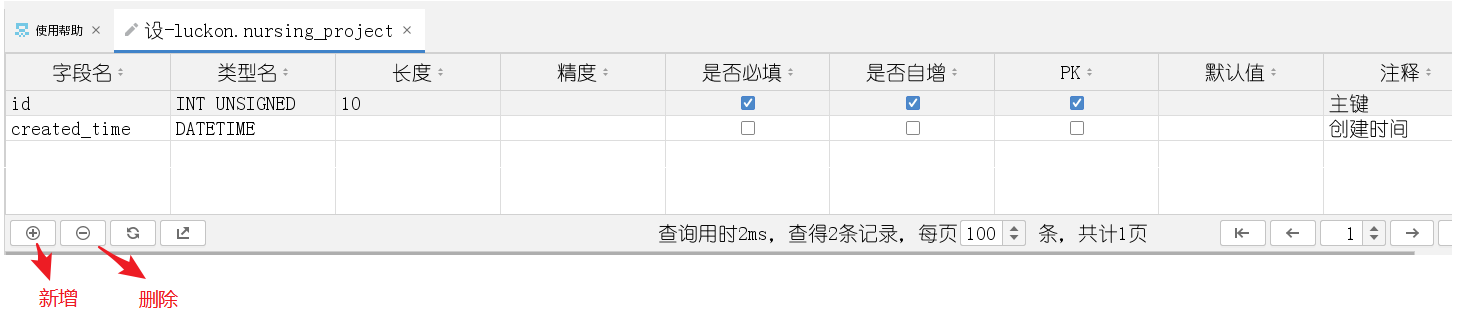 使用帮助 设-luckon.nursing_project
字段名 类型名 长度 精度 是否必填 是否自增 PK 默认值 注释
id INT UNSIGNED 10 主键
created_time DATETIME 创建时间
查询用时2ms, 查得2条记录, 每页 100 条, 共计1页 1
新增 删除